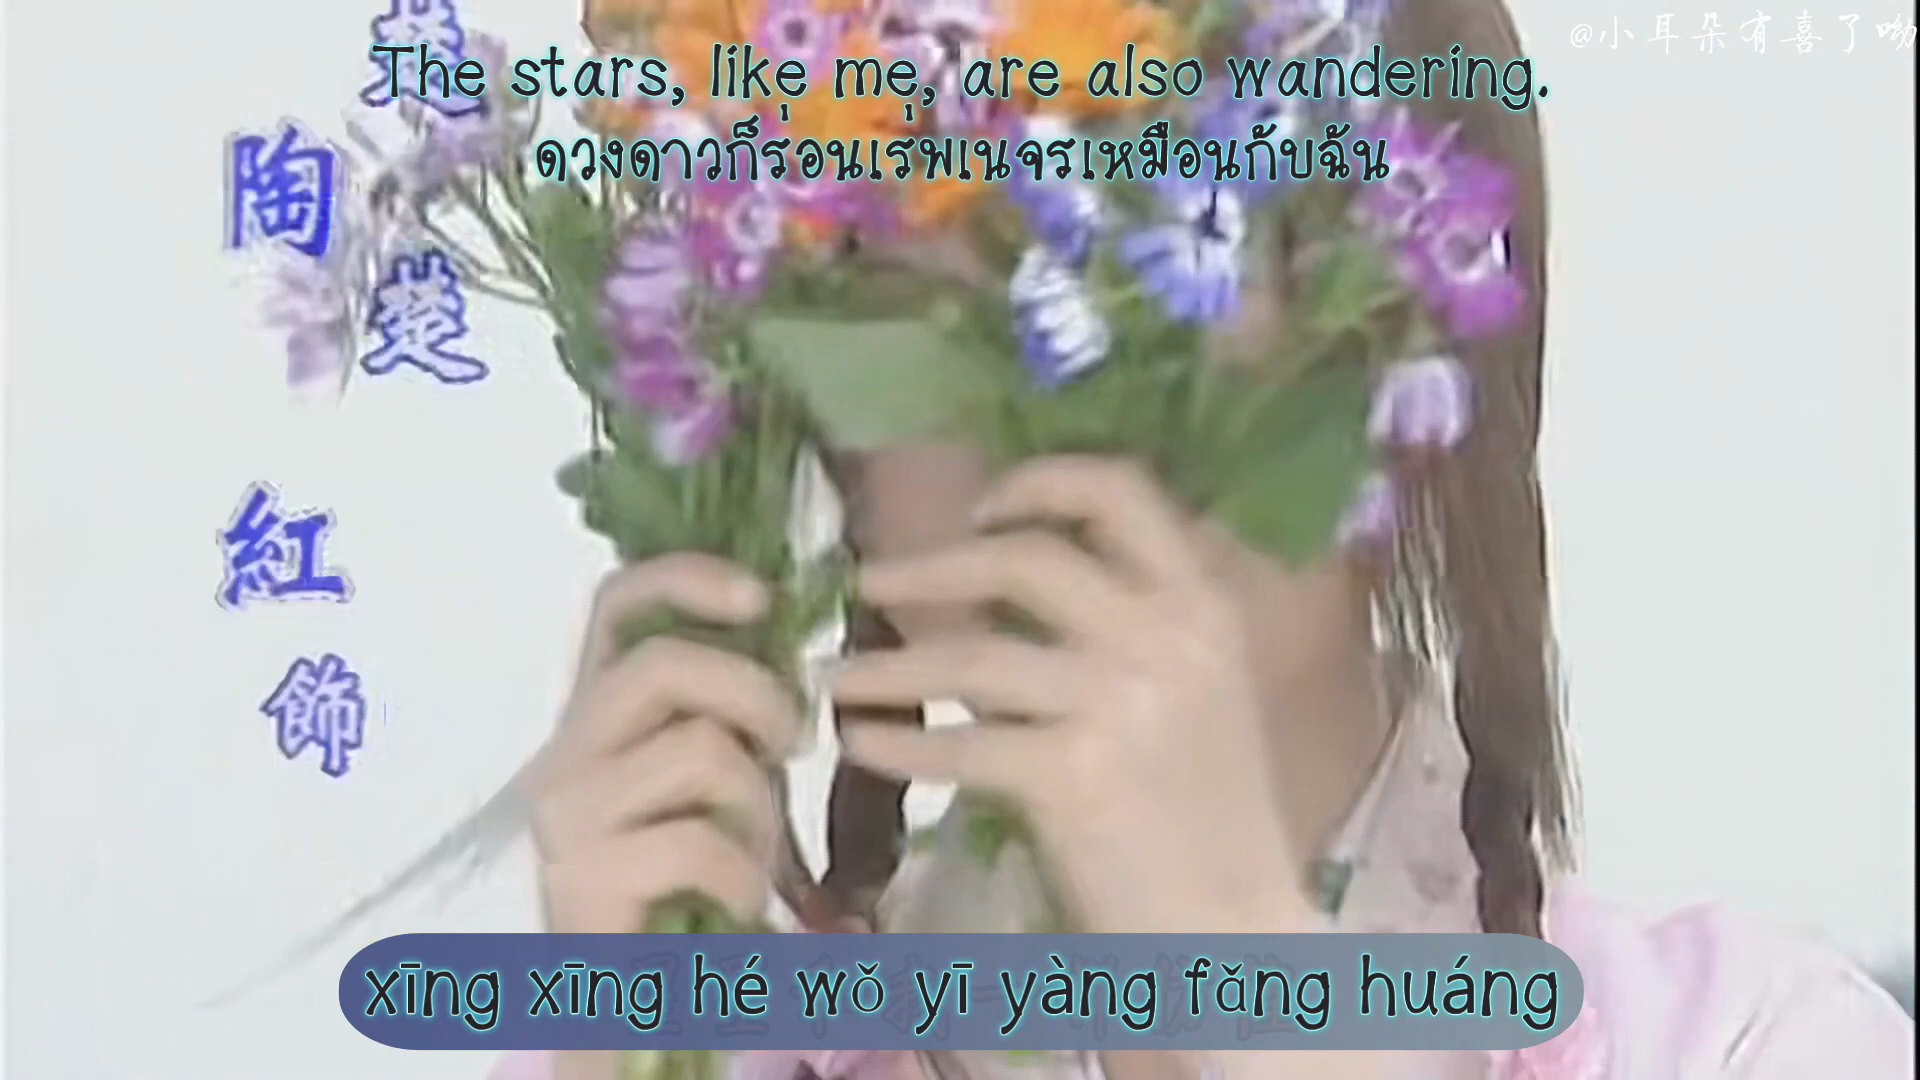 @小耳朵有喜了呦
The stars, like me, are also wandering.
ดวงดาวก็ร่อนเร่พเนจรเหมือนกับฉัน
楚
楚
陶
紅
飾
xīng xīng hé wǒ yī yàng fǎng huáng